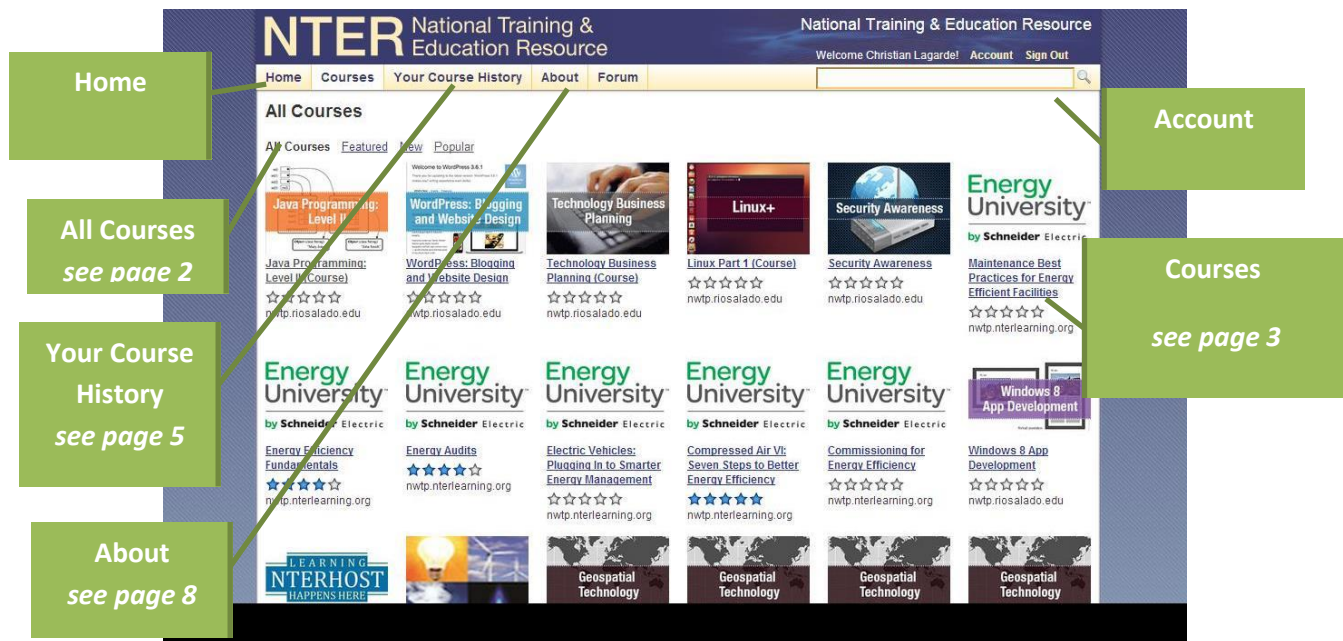 NTER National Training &
Education Resource
National Training & Education Resource
Welcome Christian Lagarde! Account Sign Out
Home Courses Your Course History About Forum
Home
Account
All Courses
see page 2
Your Course
History
see page 5
About
see page 8
Courses
see page 3
All Courses
All Courses Featured New Popular
Java Programming:
Level II
Java Programming:
Level II (Course)
nwtp.riosalado.edu
Welcome to WordPress 3.6.1
WordPress: Blogging
and Website Design
WordPress: Blogging
and Website Design
nwtp.riosalado.edu
Technology Business
Planning
Technology Business
Planning (Course)
nwtp.riosalado.edu
Linux+
Linux Part 1 (Course)
nwtp.riosalado.edu
Security Awareness
Security Awareness
nwtp.riosalado.edu
Energy
University
by Schneider Electric
Maintenance Best
Practices for Energy
Efficient Facilities
nwtp.nterlearning.org
Energy
University
by Schneider Electric
Energy Efficiency
Fundamentals
nwtp.nterlearning.org
Energy
University
by Schneider Electric
Energy Audits
nwtp.nterlearning.org
Energy
University
by Schneider Electric
Electric Vehicles:
Plugging In to Smarter
Energy Management
nwtp.nterlearning.org
Energy
University
by Schneider Electric
Compressed Air VI:
Seven Steps to Better
Energy Efficiency
nwtp.nterlearning.org
Energy
University
by Schneider Electric
Commissioning for
Energy Efficiency
nwtp.nterlearning.org
Windows 8
App Development
Windows 8 App
Development
nwtp.riosalado.edu
LEARNING
NTERHOST
HAPPENS HERE
Geospatial
Technology
Geospatial
Technology
Geospatial
Technology
Geospatial
Technology